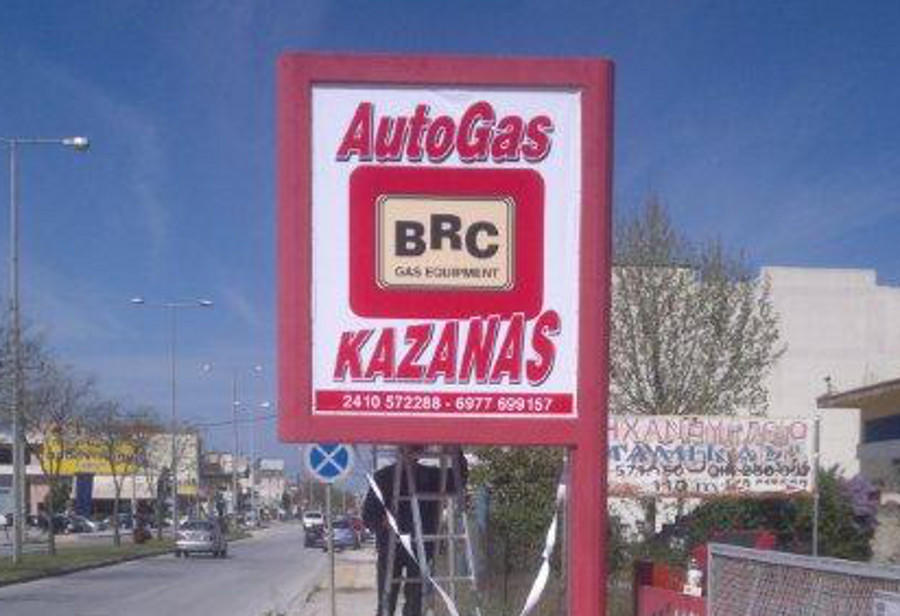 AutoGas
BRC
GAS EQUIPMENT
KAZANAS
2410 572288 - 6977 699157